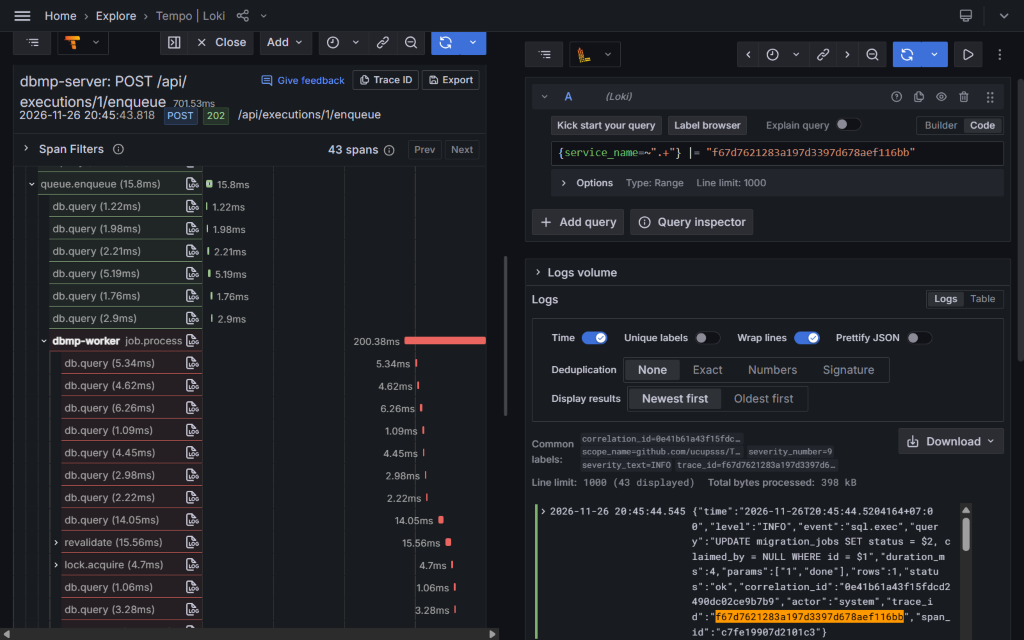 Home › Explore › Tempo | Loki
Close
Add
dbmp-server: POST /api/
executions/1/enqueue 701.53ms
Give feedback
Trace ID
Export
2026-11-26 20:45:43.818 POST 202 /api/executions/1/enqueue
Span Filters
43 spans
Prev
Next
queue.enqueue (15.8ms) 15.8ms
db.query (1.22ms) 1.22ms
db.query (1.98ms) 1.98ms
db.query (2.21ms) 2.21ms
db.query (5.19ms) 5.19ms
db.query (1.76ms) 1.76ms
db.query (2.9ms) 2.9ms
dbmp-worker job.process 200.38ms
db.query (5.34ms) 5.34ms
db.query (4.62ms) 4.62ms
db.query (6.26ms) 6.26ms
db.query (1.09ms) 1.09ms
db.query (4.45ms) 4.45ms
db.query (2.98ms) 2.98ms
db.query (2.22ms) 2.22ms
db.query (14.05ms) 14.05ms
revalidate (15.56ms) 15.56ms
lock.acquire (4.7ms) 4.7ms
db.query (1.06ms) 1.06ms
db.query (3.28ms) 3.28ms
A (Loki)
Kick start your query
Label browser
Explain query
Builder
Code
{service_name=~".+"} |= "f67d7621283a197d3397d678aef116bb"
Options Type: Range Line limit: 1000
Add query
Query inspector
Logs volume
Logs
Logs
Table
Time
Unique labels
Wrap lines
Prettify JSON
Deduplication None Exact Numbers Signature
Display results Newest first Oldest first
Common
labels:
correlation_id=0e41b61a43f15fdc…
scope_name=github.com/ucupsss/T… severity_number=9
severity_text=INFO trace_id=f67d7621283a197d3397d6…
Download
Line limit: 1000 (43 displayed) Total bytes processed: 398 kB
2026-11-26 20:45:44.545 {"time":"2026-11-26T20:45:44.5204164+07:0
0","level":"INFO","event":"sql.exec","quer
y":"UPDATE migration_jobs SET status = $2, c
laimed_by = NULL WHERE id = $1","duration_m
s":4,"params":["1","done"],"rows":1,"statu
s":"ok","correlation_id":"0e41b61a43f15fdcd2
490dc02ce9b7b9","actor":"system","trace_i
d":"f67d7621283a197d3397d678aef116bb","span_
id":"c7fe19907d2101c3"}